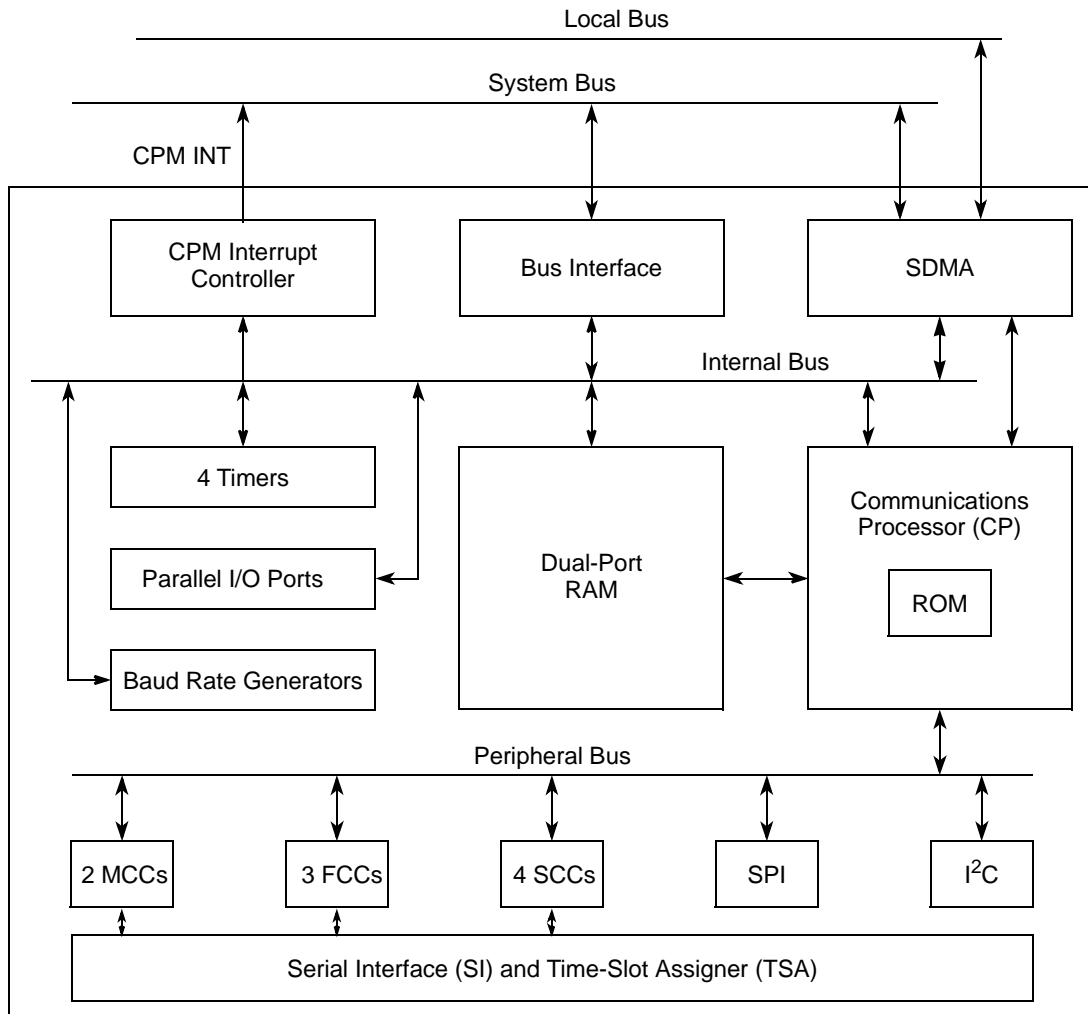 Local Bus
System Bus
CPM INT
CPM Interrupt
Controller
Bus Interface
SDMA
Internal Bus
4 Timers
Communications
Processor (CP)
Parallel I/O Ports
Dual-Port
RAM
ROM
Baud Rate Generators
Peripheral Bus
2 MCCs
3 FCCs
4 SCCs
SPI
I²C
Serial Interface (SI) and Time-Slot Assigner (TSA)